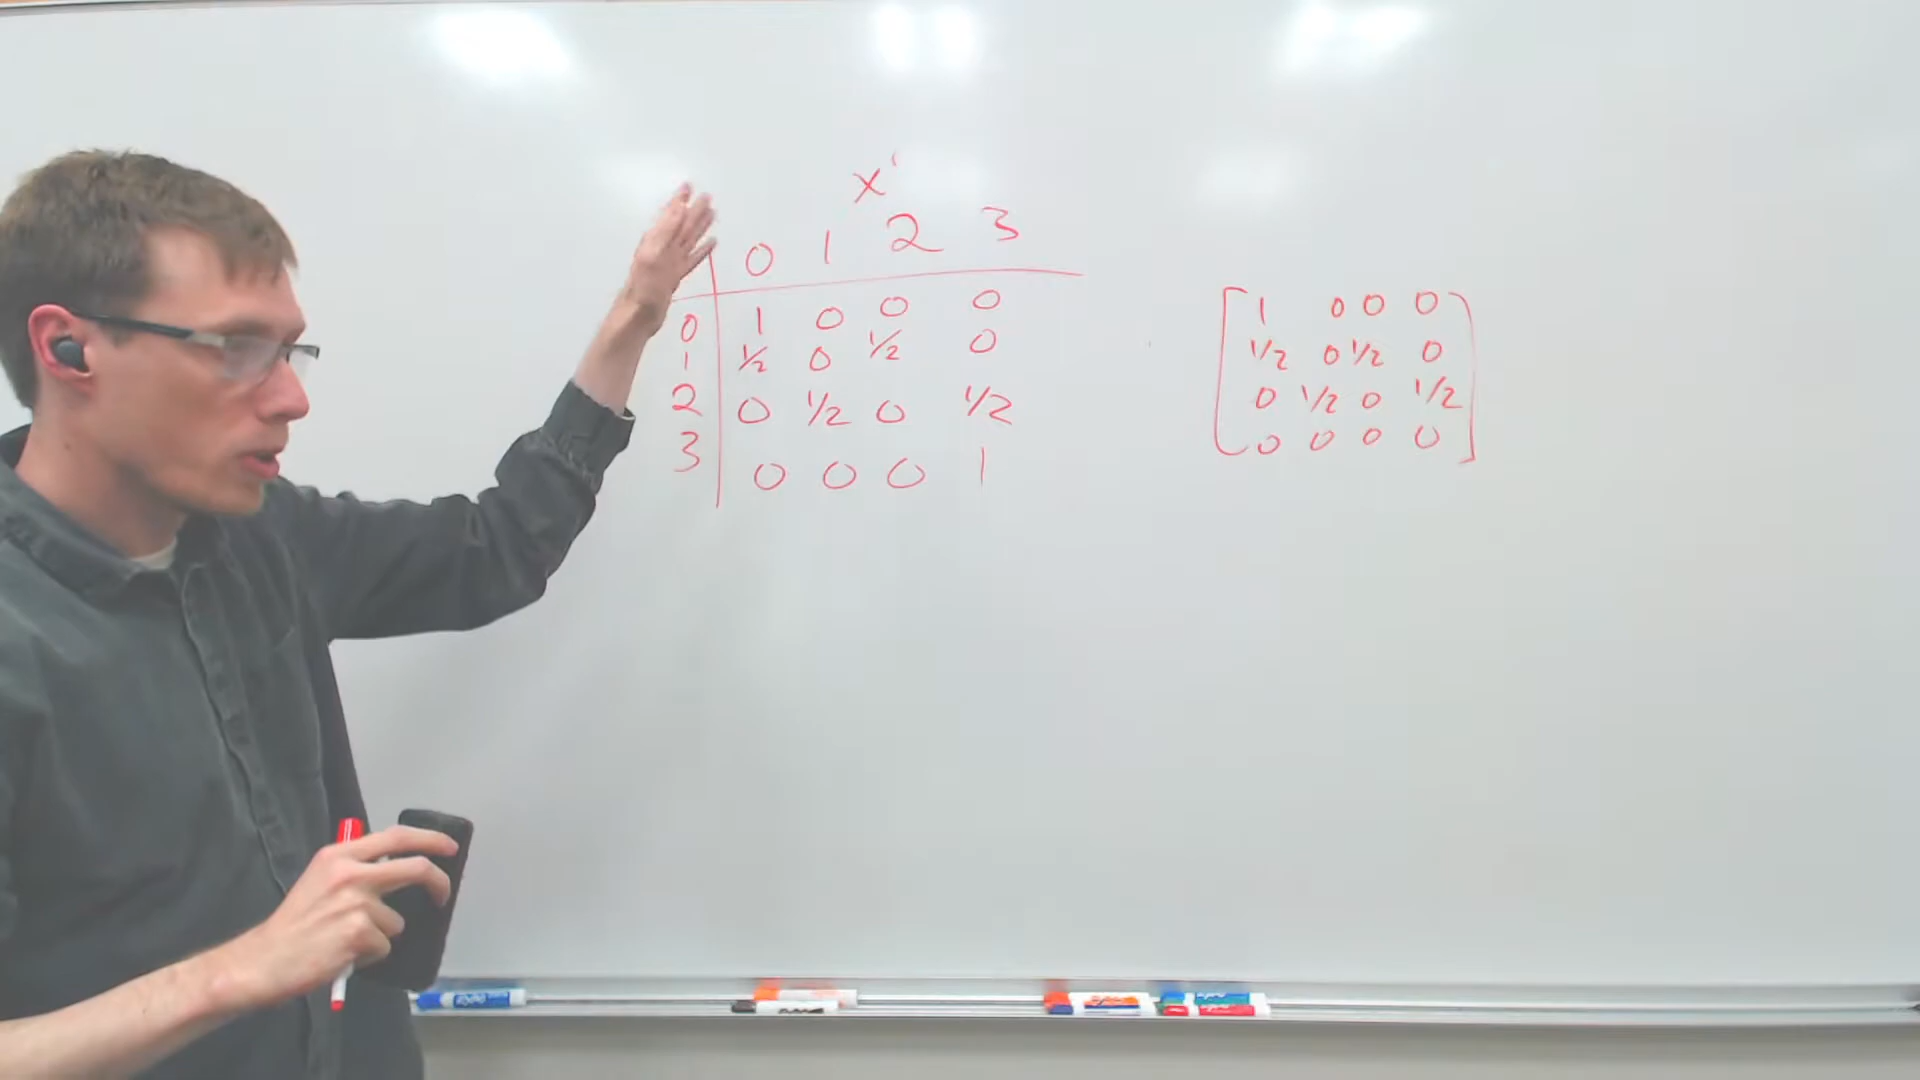 x'
0 1 2 3
0 1 0 0 0
1 1/2 0 1/2 0
2 0 1/2 0 1/2
3 0 0 0 1
1 0 0 0
1/2 0 1/2 0
0 1/2 0 1/2
0 0 0 0